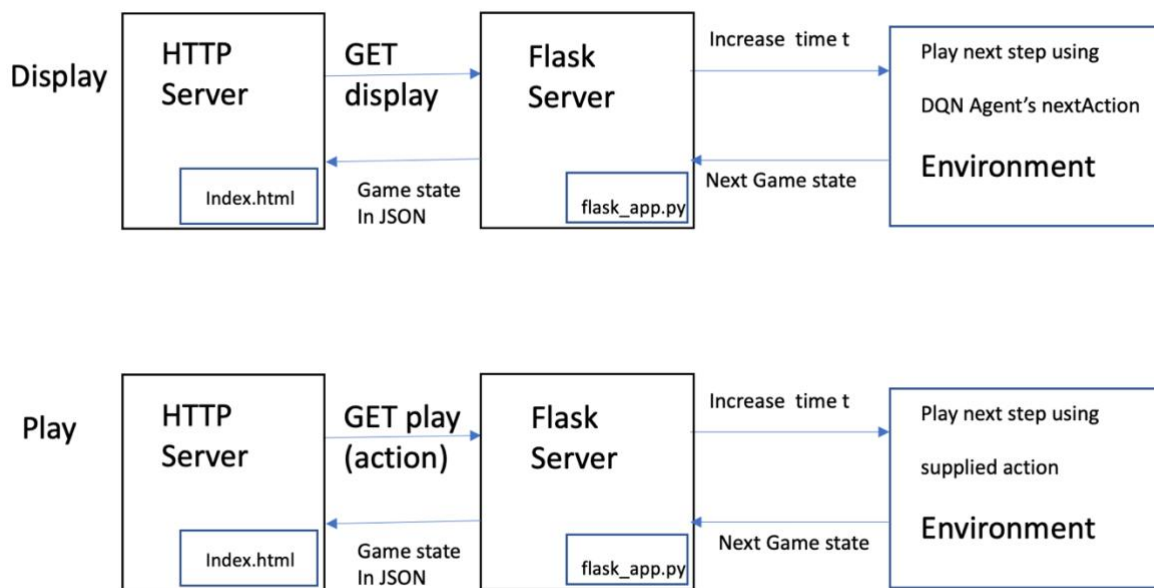 Display
HTTP
Server
Index.html
GET
display
Game state
In JSON
Flask
Server
flask_app.py
Increase time t
Next Game state
Play next step using
DQN Agent’s nextAction
Environment
Play
HTTP
Server
Index.html
GET play
(action)
Game state
In JSON
Flask
Server
flask_app.py
Increase time t
Next Game state
Play next step using
supplied action
Environment